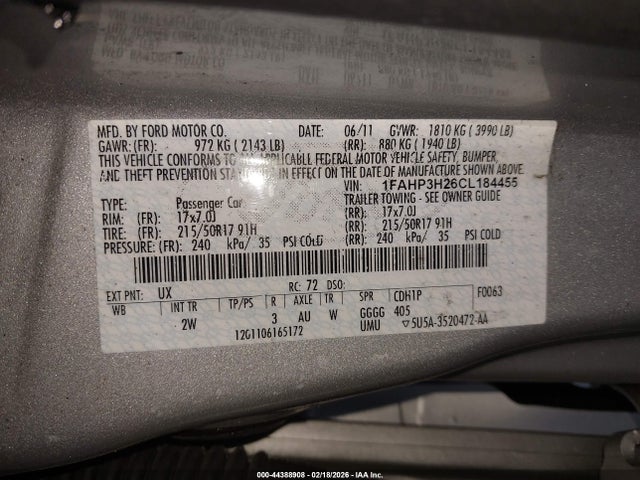 MFD. BY FORD MOTOR CO. DATE: 06/11 GVWR: 1810 KG ( 3990 LB)
GAWR: (FR): 972 KG ( 2143 LB) (RR): 880 KG ( 1940 LB)
THIS VEHICLE CONFORMS TO ALL APPLICABLE FEDERAL MOTOR VEHICLE SAFETY, BUMPER,
AND THEFT PREVENTION STANDARDS IN EFFECT ON THE DATE OF MANUFACTURE SHOWN ABOVE.
VIN: 1FAHP3H26CL184455
TYPE: Passenger Car TRAILER TOWING - SEE OWNER GUIDE
RIM: (FR) 17x7.0J (RR): 17x7.0J
TIRE: (FR) 215/50R17 91H (RR): 215/50R17 91H
PRESSURE: (FR): 240 kPa/ 35 PSI COLD (RR): 240 kPa/ 35 PSI COLD
EXT PNT: UX RC: 72 DSO: F0063
WB INT TR TP/PS R AXLE TR SPR CDH1P
2W 3 AU W GGGG 405
12G1106165172 UMU ▽5U5A-3520472-AA
000-44388908 - 02/18/2026 - IAA Inc.